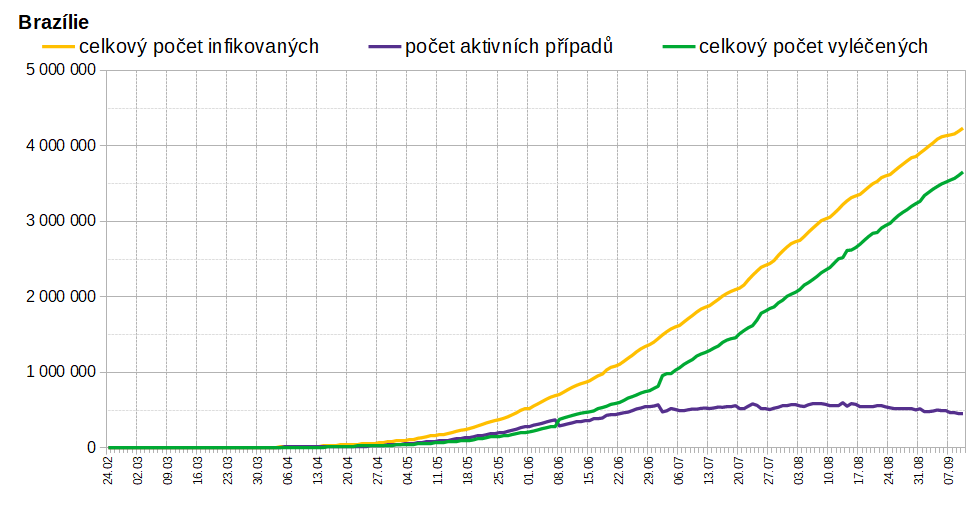 Brazílie
celkový počet infikovaných počet aktivních případů celkový počet vyléčených
5 000 000
4 000 000
3 000 000
2 000 000
1 000 000
0
24.02 02.03 09.03 16.03 23.03 30.03 06.04 13.04 20.04 27.04 04.05 11.05 18.05 25.05 01.06 08.06 15.06 22.06 29.06 06.07 13.07 20.07 27.07 03.08 10.08 17.08 24.08 31.08 07.09